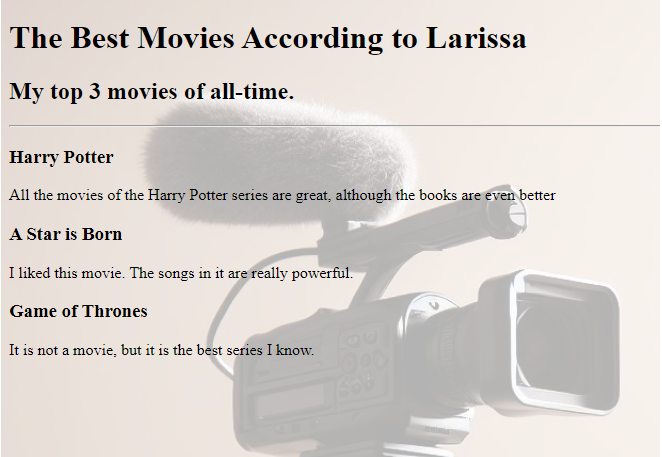 The Best Movies According to Larissa
My top 3 movies of all-time.
Harry Potter
All the movies of the Harry Potter series are great, although the books are even better
A Star is Born
I liked this movie. The songs in it are really powerful.
Game of Thrones
It is not a movie, but it is the best series I know.